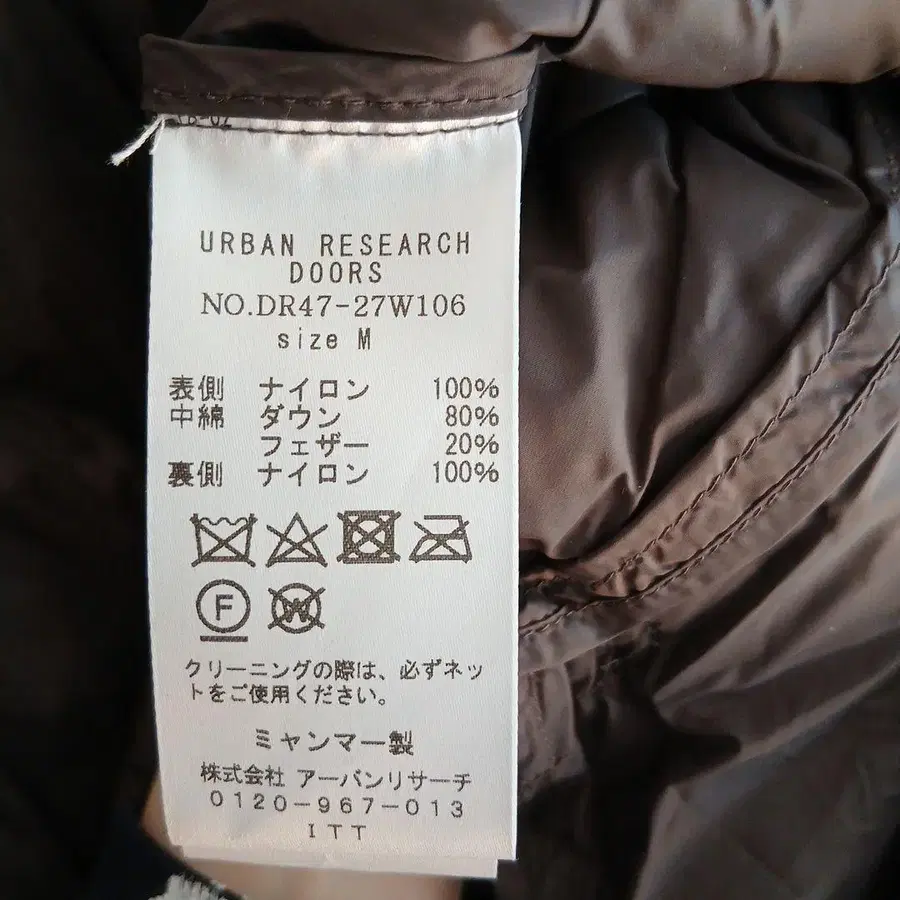 URBAN RESEARCH
DOORS
NO.DR47-27W106
size M
表側 ナイロン 100%
中綿 ダウン 80%
フェザー 20%
裏側 ナイロン 100%
F
W
クリーニングの際は、必ずネッ
トをご使用ください。
ミャンマー製
株式会社 アーバンリサーチ
0120-967-013
ITT